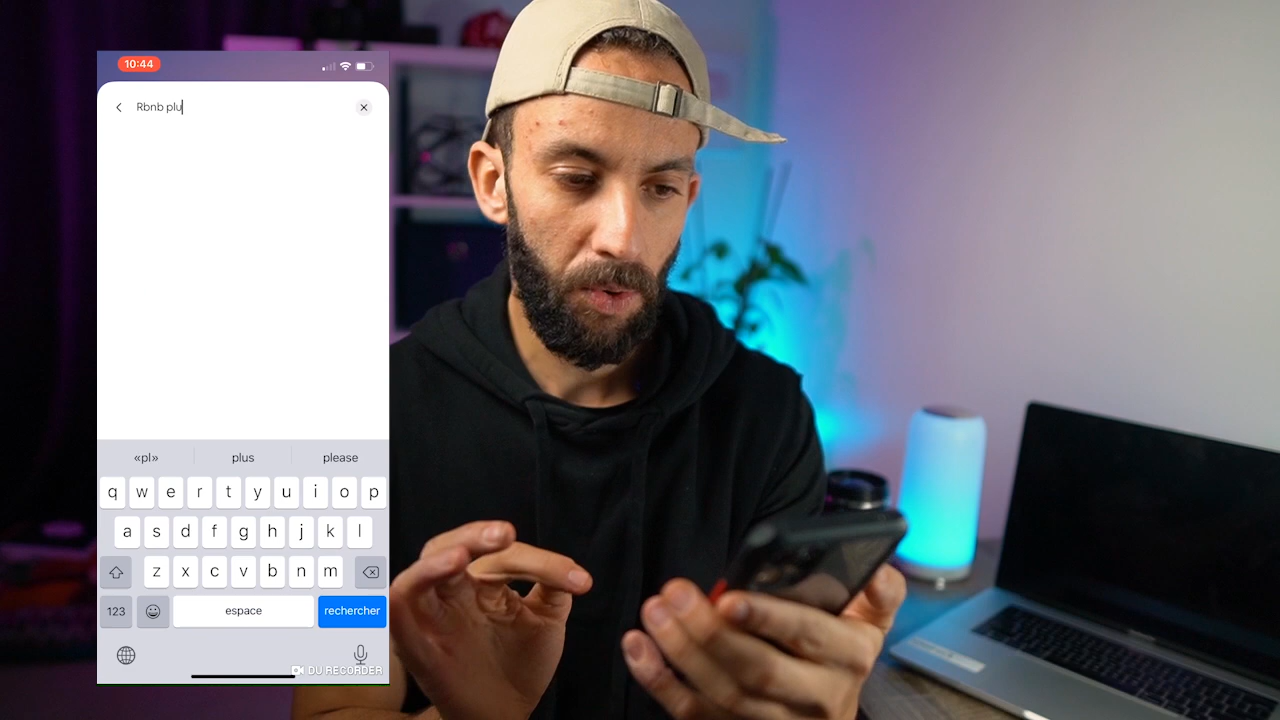 10:44
Rbnb plu
«pl» plus please
q w e r t y u i o p
a s d f g h j k l
z x c v b n m
123 espace rechercher
DU RECORDER